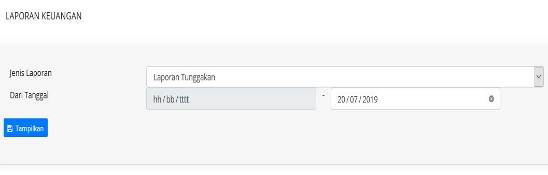 LAPORAN KEUANGAN
Jenis Laporan
Laporan Tunggakan
Dari Tanggal
hh / bb / tttt - 20 / 07 / 2019
Tampilkan